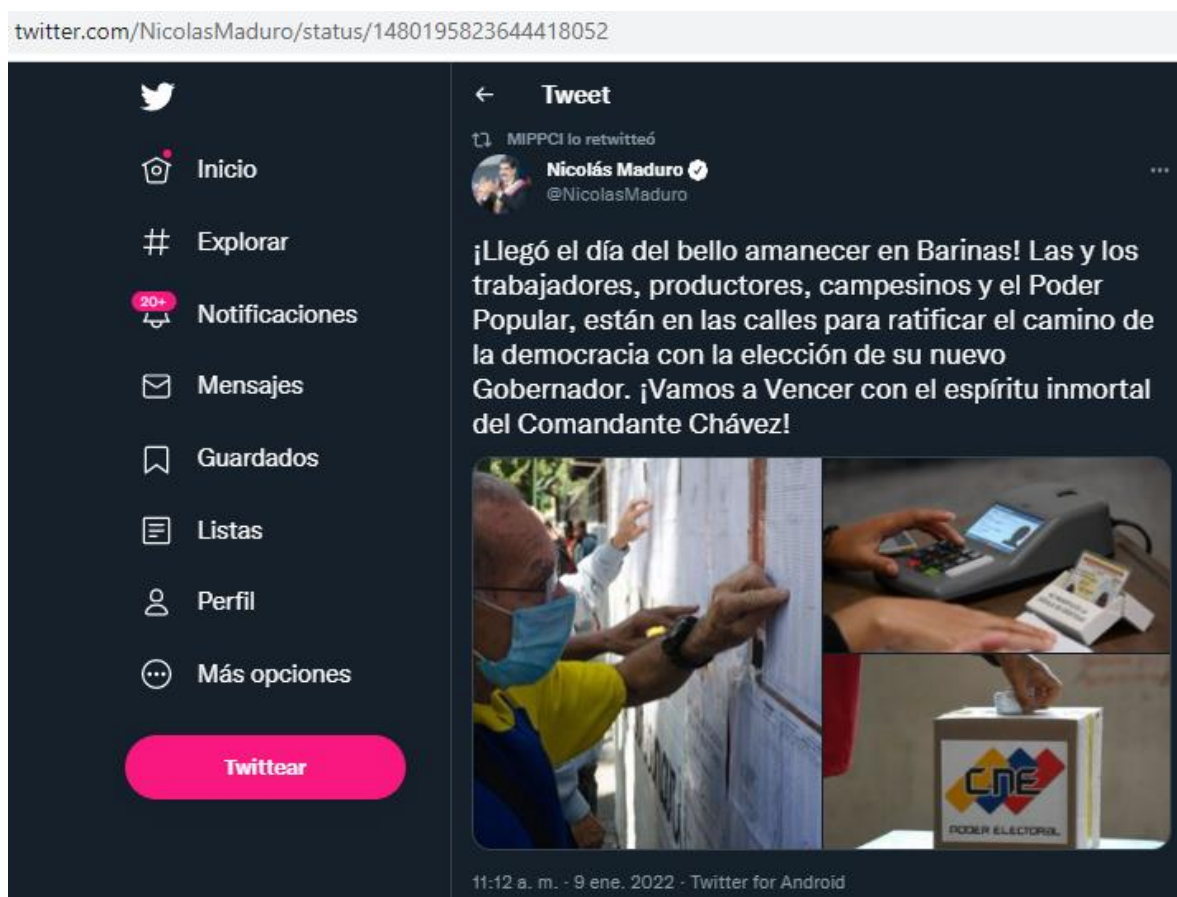 twitter.com/NicolasMaduro/status/1480195823644418052
Inicio
Explorar
20+
Notificaciones
Mensajes
Guardados
Listas
Perfil
Más opciones
Twittear
Tweet
MIPPCI lo retwitteó
Nicolás Maduro
@NicolasMaduro
¡Llegó el día del bello amanecer en Barinas! Las y los
trabajadores, productores, campesinos y el Poder
Popular, están en las calles para ratificar el camino de
la democracia con la elección de su nuevo
Gobernador. ¡Vamos a Vencer con el espíritu inmortal
del Comandante Chávez!
CNE
PODER ELECTORAL
11:12 a. m. · 9 ene. 2022 · Twitter for Android